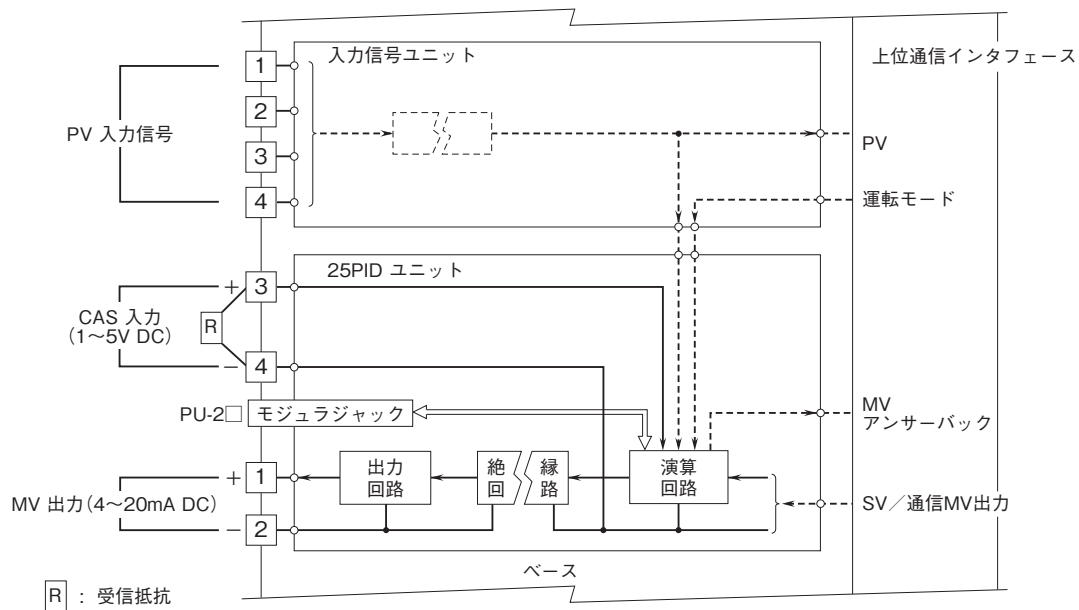 入力信号ユニット
上位通信インタフェース
1
2
3
4
PV 入力信号
PV
運転モード
25PID ユニット
+
3
CAS 入力
(1～5V DC)
R
−
4
PU-2□
モジュラジャック
MV
アンサーバック
+
1
出力
回路
絶
回
縁
路
演算
回路
MV 出力(4～20mA DC)
SV／通信MV出力
−
2
ベース
R : 受信抵抗